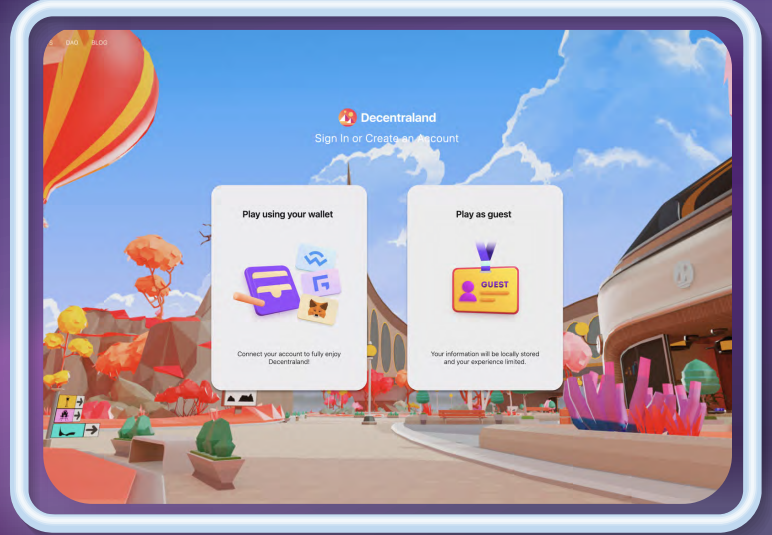 DAO
BLOG
Decentraland
Sign In or Create an Account
Play using your wallet
Connect your account to fully enjoy
Decentraland!
Play as guest
GUEST
Your information will be locally stored
and your experience limited.